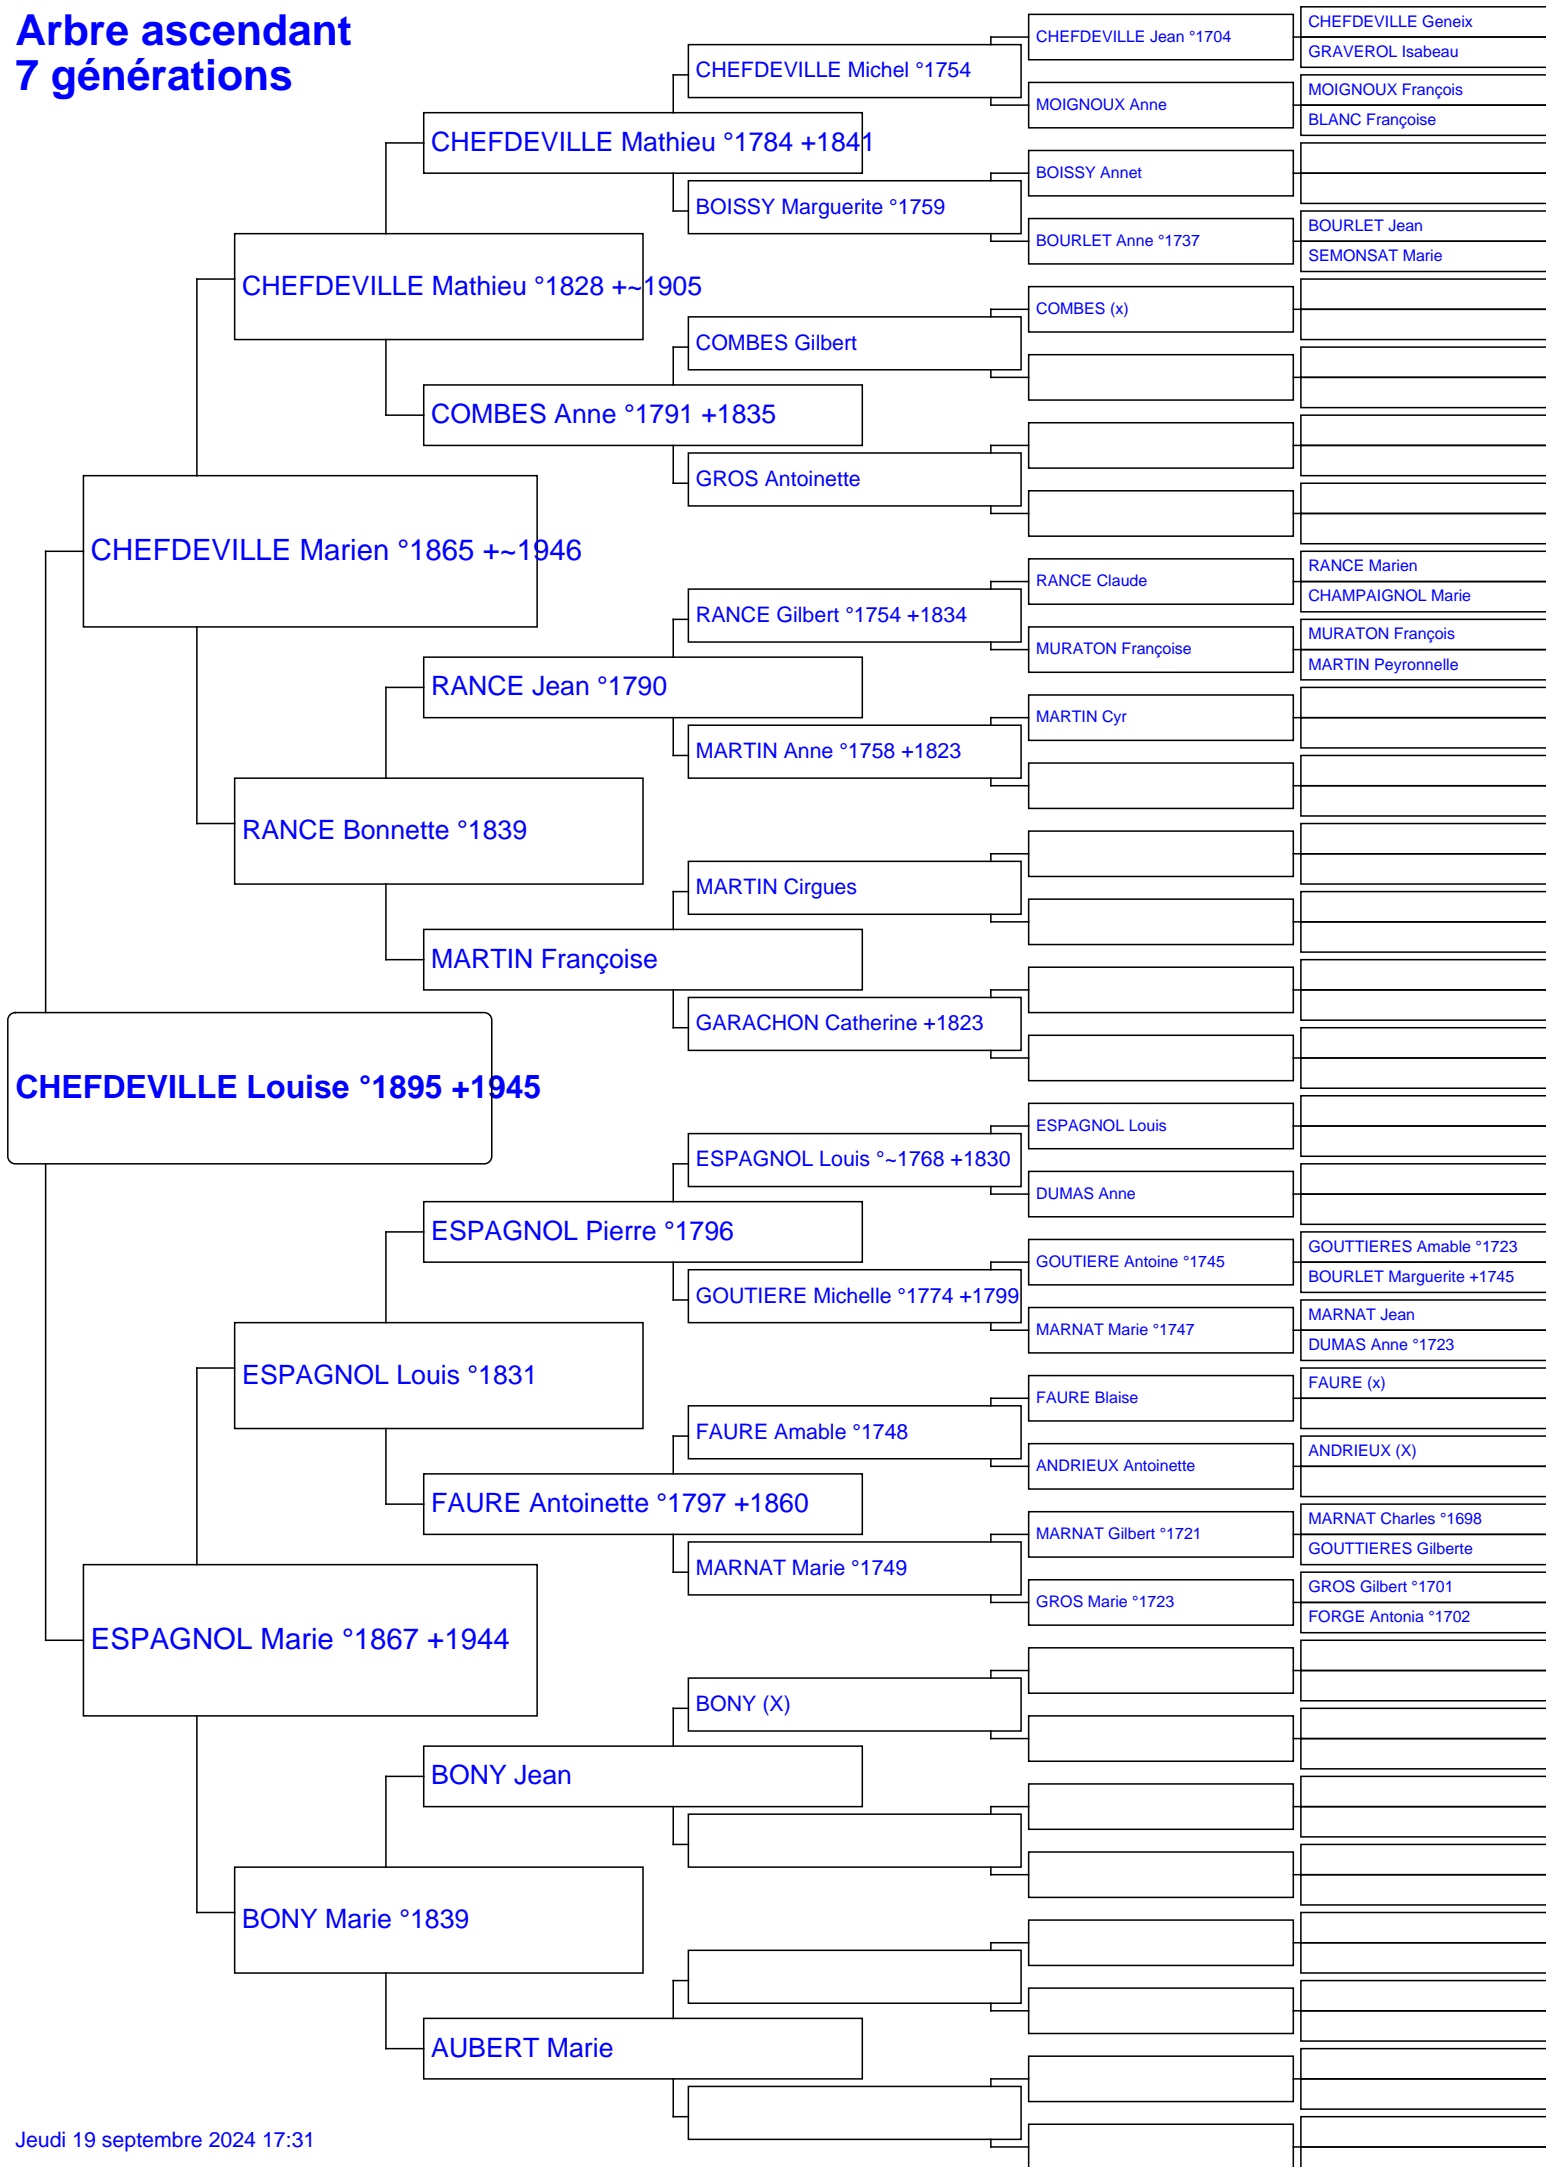 Arbre ascendant
7 générations
CHEFDEVILLE Geneix
CHEFDEVILLE Jean °1704
GRAVEROL Isabeau
CHEFDEVILLE Michel °1754
MOIGNOUX François
MOIGNOUX Anne
BLANC Françoise
CHEFDEVILLE Mathieu °1784 +1841
BOISSY Annet
BOISSY Marguerite °1759
BOURLET Jean
BOURLET Anne °1737
SEMONSAT Marie
CHEFDEVILLE Mathieu °1828 +~1905
COMBES (x)
COMBES Gilbert
COMBES Anne °1791 +1835
GROS Antoinette
CHEFDEVILLE Marien °1865 +~1946
RANCE Marien
RANCE Claude
CHAMPAIGNOL Marie
RANCE Gilbert °1754 +1834
MURATON François
MURATON Françoise
MARTIN Peyronnelle
RANCE Jean °1790
MARTIN Cyr
MARTIN Anne °1758 +1823
RANCE Bonnette °1839
MARTIN Cirgues
MARTIN Françoise
GARACHON Catherine +1823
CHEFDEVILLE Louise °1895 +1945
ESPAGNOL Louis
ESPAGNOL Louis °~1768 +1830
DUMAS Anne
ESPAGNOL Pierre °1796
GOUTTIERES Amable °1723
GOUTIERE Antoine °1745
BOURLET Marguerite +1745
GOUTIERE Michelle °1774 +1799
MARNAT Jean
MARNAT Marie °1747
DUMAS Anne °1723
ESPAGNOL Louis °1831
FAURE (x)
FAURE Blaise
FAURE Amable °1748
ANDRIEUX (X)
ANDRIEUX Antoinette
FAURE Antoinette °1797 +1860
MARNAT Charles °1698
MARNAT Gilbert °1721
GOUTTIERES Gilberte
MARNAT Marie °1749
GROS Gilbert °1701
GROS Marie °1723
FORGE Antonia °1702
ESPAGNOL Marie °1867 +1944
BONY (X)
BONY Jean
BONY Marie °1839
AUBERT Marie
Jeudi 19 septembre 2024 17:31